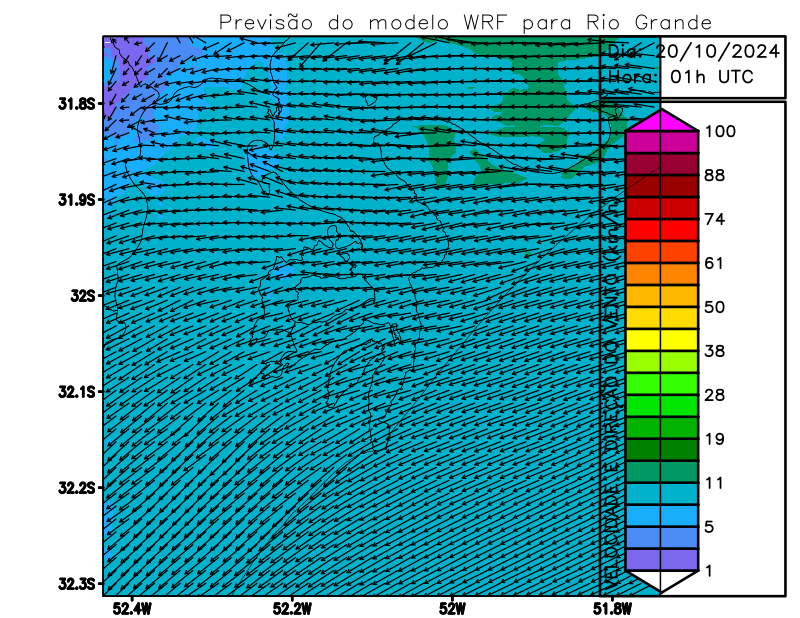 Previsão do modelo WRF para Rio Grande
Dia: 20/10/2024
Hora: 01h UTC
VELOCIDADE E DIREÇÃO DO VENTO (km/h)
100
88
74
61
50
38
28
19
11
5
1
31.8S
31.9S
32S
32.1S
32.2S
32.3S
52.4W 52.2W 52W 51.8W